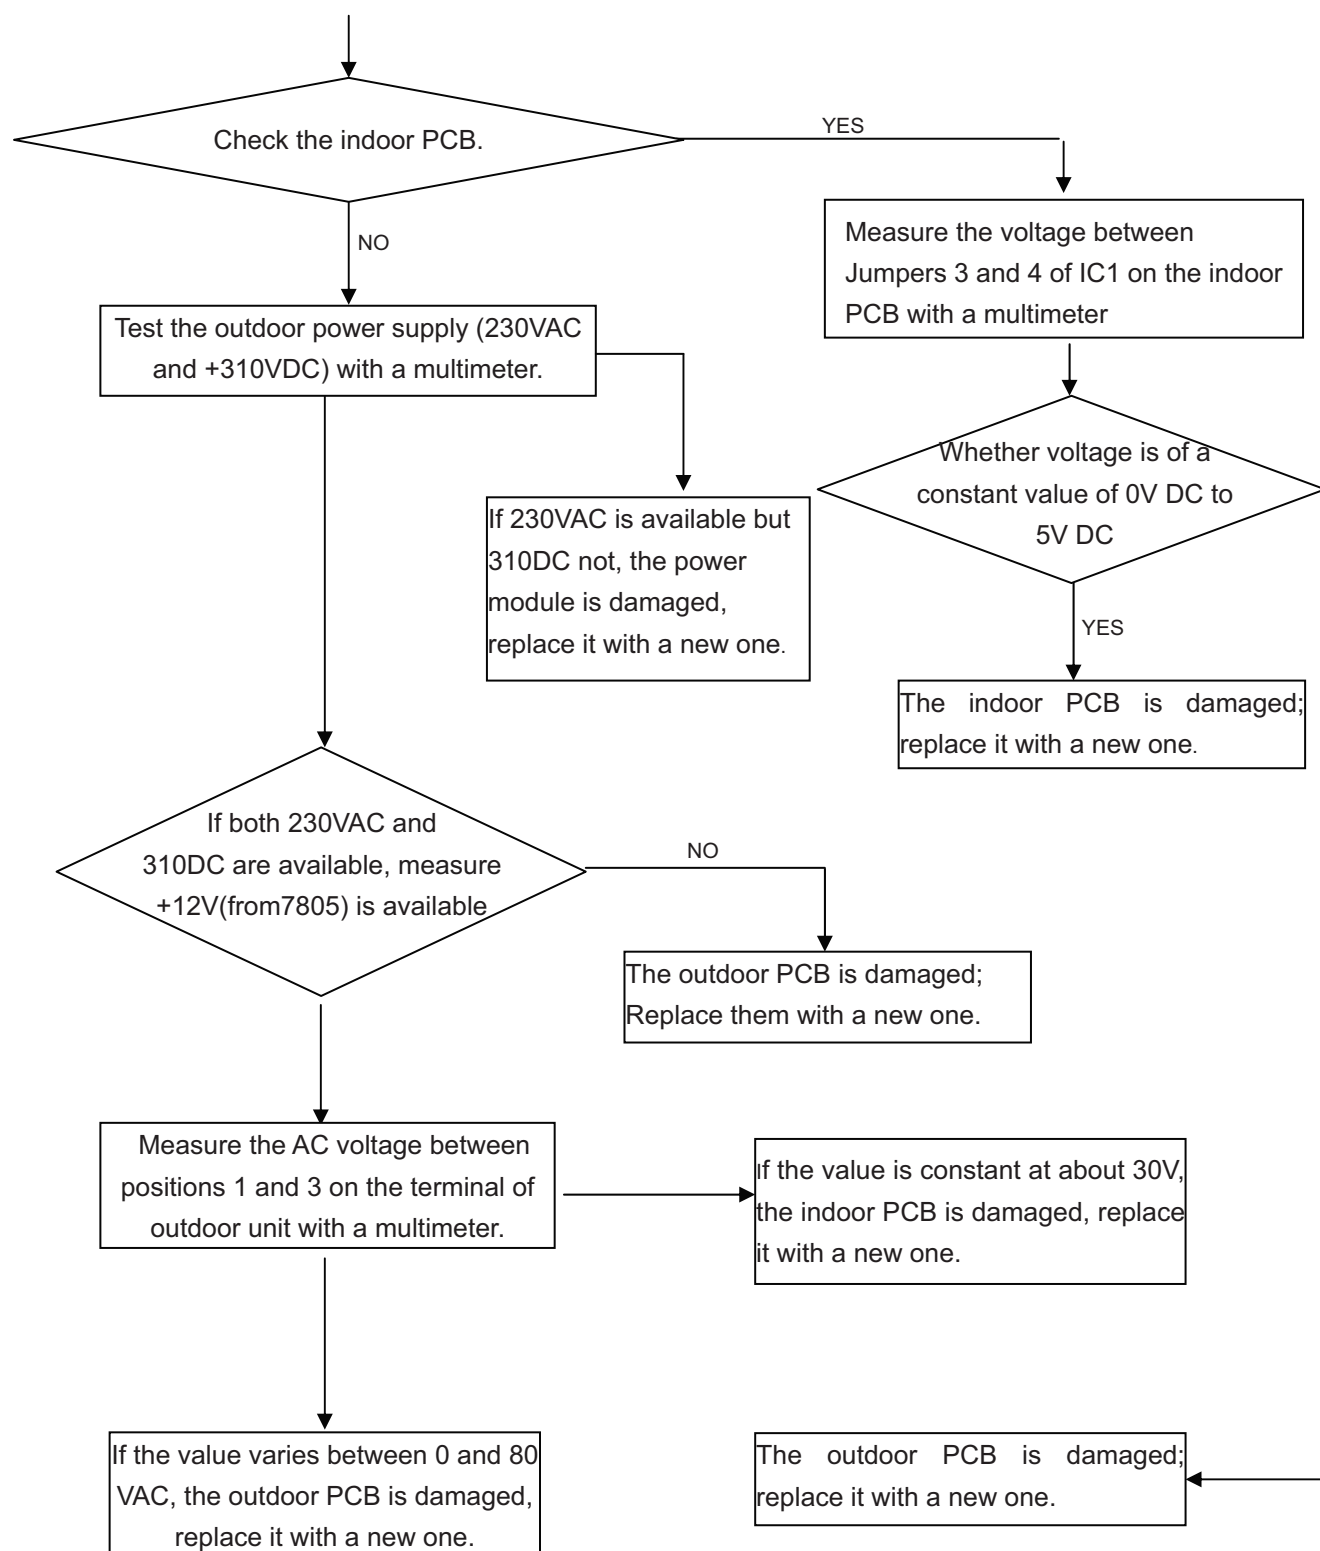 Check the indoor PCB.
YES
NO
Measure the voltage between
Jumpers 3 and 4 of IC1 on the indoor
PCB with a multimeter
Test the outdoor power supply (230VAC
and +310VDC) with a multimeter.
Whether voltage is of a
constant value of 0V DC to
5V DC
If 230VAC is available but
310DC not, the power
module is damaged,
replace it with a new one.
YES
The indoor PCB is damaged;
replace it with a new one.
If both 230VAC and
310DC are available, measure
+12V(from7805) is available
NO
The outdoor PCB is damaged;
Replace them with a new one.
Measure the AC voltage between
positions 1 and 3 on the terminal of
outdoor unit with a multimeter.
If the value is constant at about 30V,
the indoor PCB is damaged, replace
it with a new one.
If the value varies between 0 and 80
VAC, the outdoor PCB is damaged,
replace it with a new one.
The outdoor PCB is damaged;
replace it with a new one.